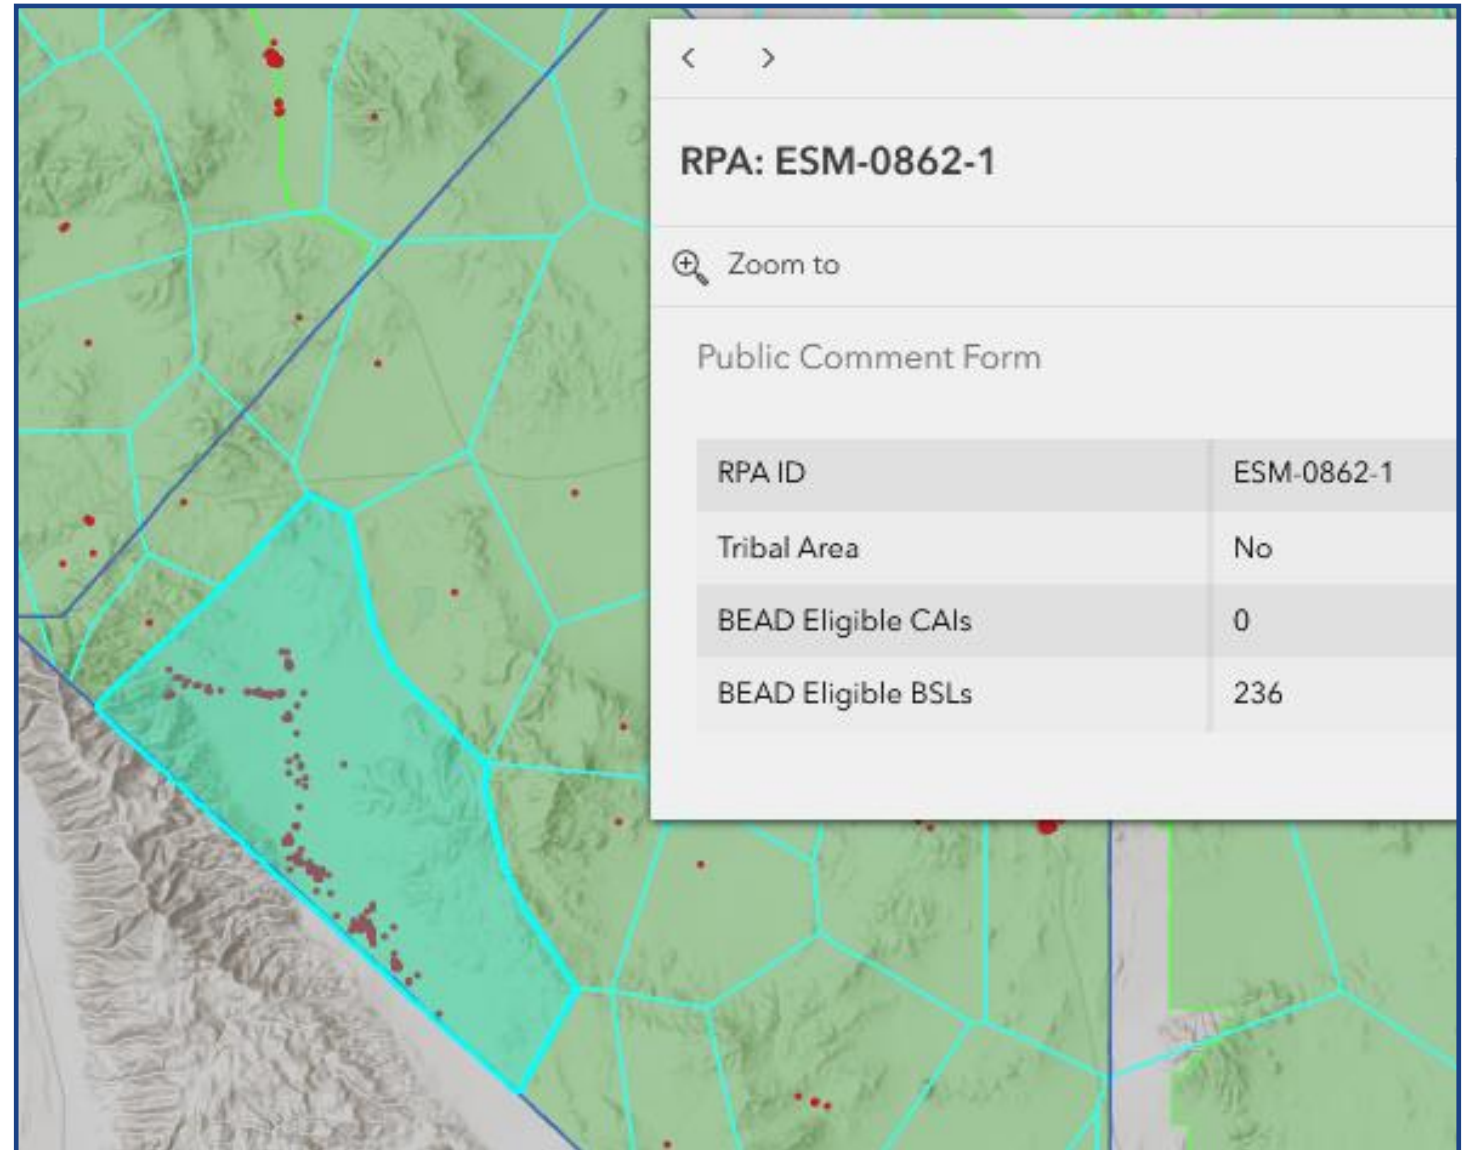 RPA: ESM-0862-1
Zoom to
Public Comment Form
RPA ID ESM-0862-1
Tribal Area No
BEAD Eligible CAIs 0
BEAD Eligible BSLs 236